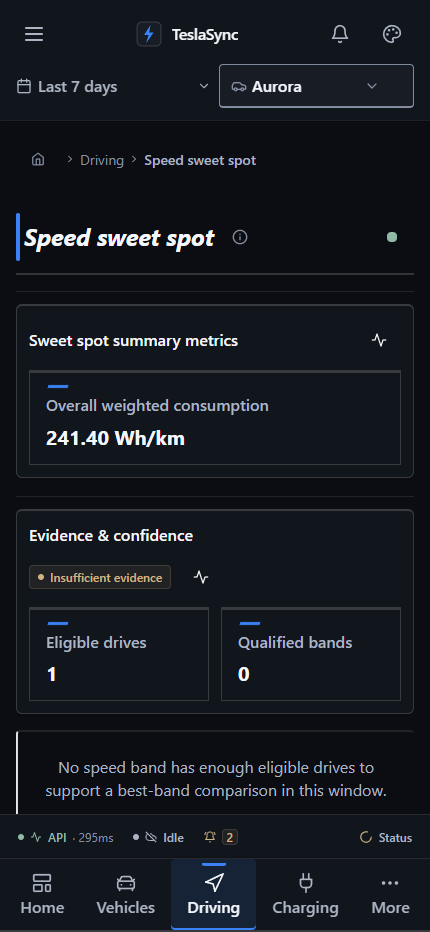 TeslaSync
Last 7 days
Aurora
Driving
Speed sweet spot
Speed sweet spot
Sweet spot summary metrics
Overall weighted consumption
241.40 Wh/km
Evidence & confidence
Insufficient evidence
Eligible drives
1
Qualified bands
0
No speed band has enough eligible drives to
support a best-band comparison in this window.
API · 295ms
Idle
2
Status
Home
Vehicles
Driving
Charging
More